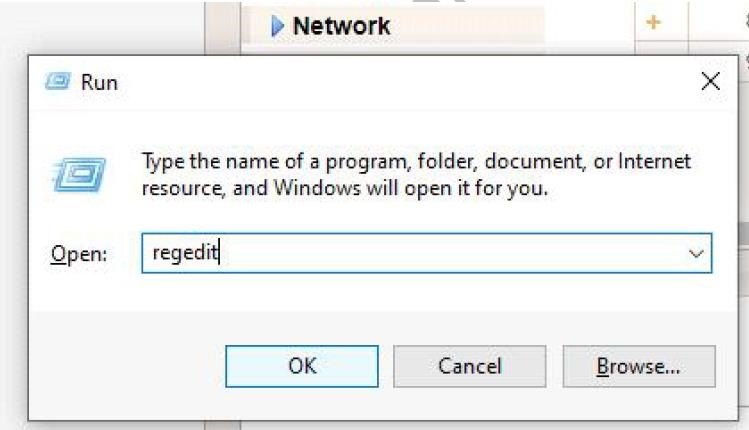 Network
Run
Type the name of a program, folder, document, or Internet
resource, and Windows will open it for you.
Open: regedit
OK Cancel Browse...